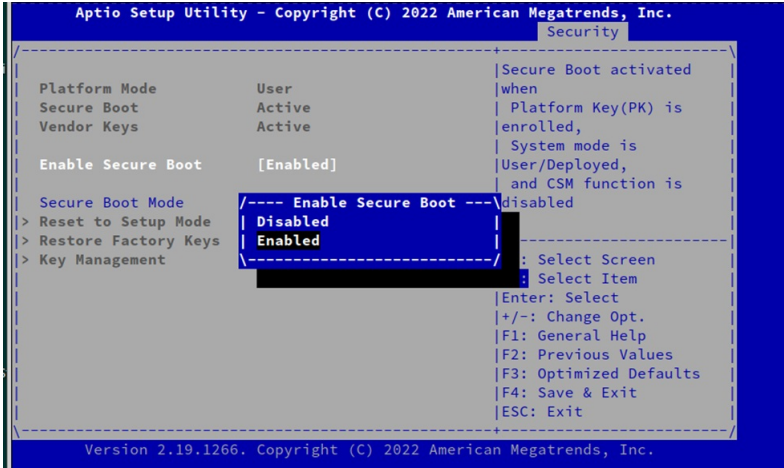 Aptio Setup Utility – Copyright (C) 2022 American Megatrends, Inc.
Security
Platform Mode User
Secure Boot Active
Vendor Keys Active
Enable Secure Boot [Enabled]
Secure Boot Mode
> Reset to Setup Mode
> Restore Factory Keys
> Key Management
/---- Enable Secure Boot ---\
Disabled
Enabled
Secure Boot activated
when
Platform Key(PK) is
enrolled,
System mode is
User/Deployed,
and CSM function is
disabled
: Select Screen
: Select Item
Enter: Select
+/-: Change Opt.
F1: General Help
F2: Previous Values
F3: Optimized Defaults
F4: Save & Exit
ESC: Exit
Version 2.19.1266. Copyright (C) 2022 American Megatrends, Inc.